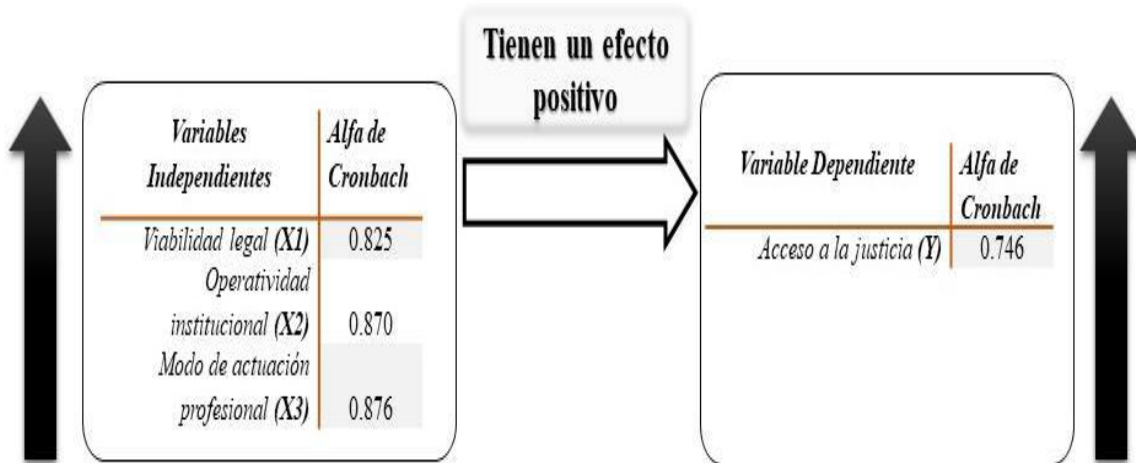 Tienen un efecto
positivo
Variables
Independientes
Alfa de
Cronbach
Viabilidad legal (X1) 0.825
Operatividad
institucional (X2) 0.870
Modo de actuación
profesional (X3) 0.876
Variable Dependiente
Alfa de
Cronbach
Acceso a la justicia (Y) 0.746